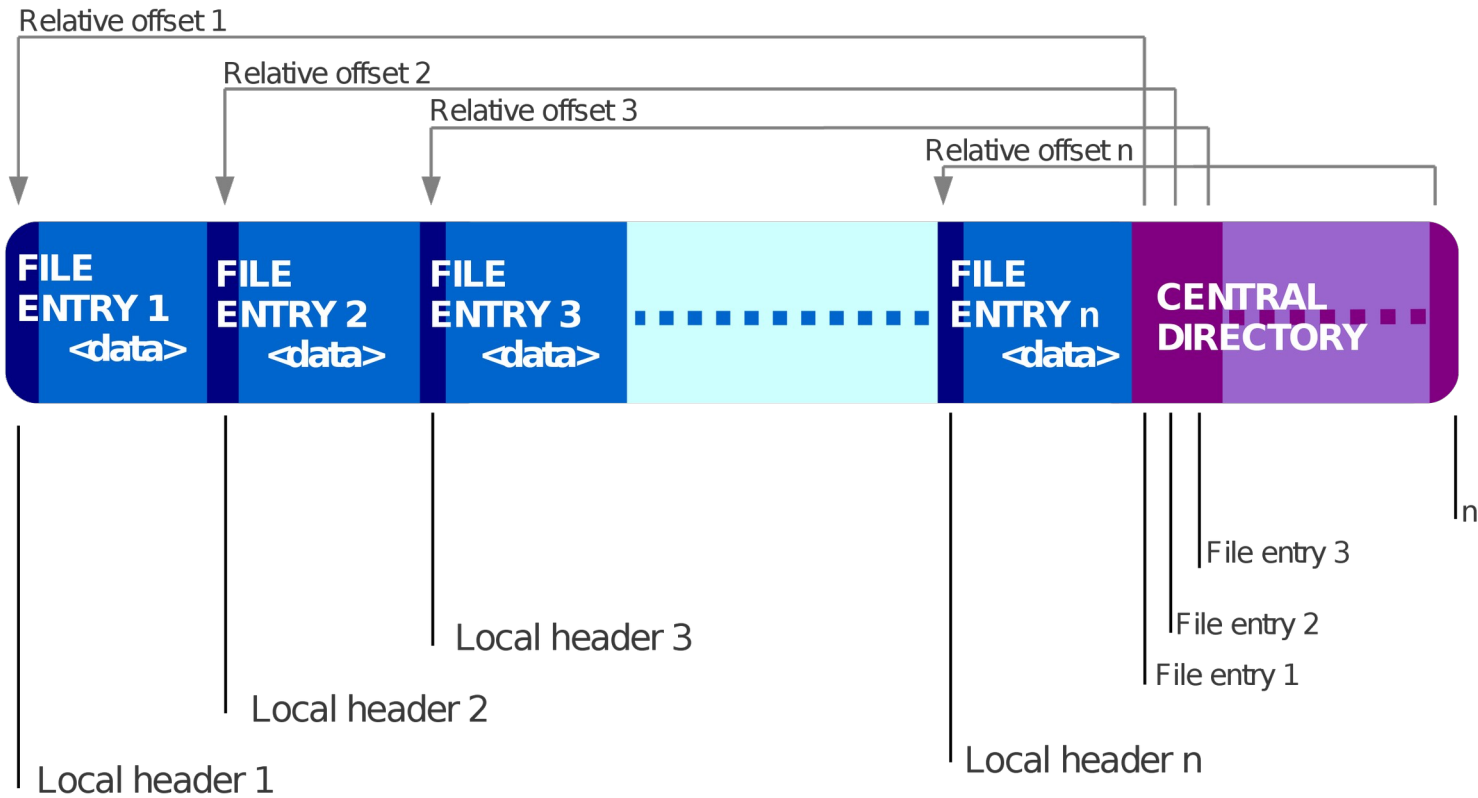 Relative offset 1
Relative offset 2
Relative offset 3
Relative offset n
FILE
ENTRY 1
<data>
FILE
ENTRY 2
<data>
FILE
ENTRY 3
<data>
FILE
ENTRY n
<data>
CENTRAL
DIRECTORY
n
File entry 3
File entry 2
File entry 1
Local header 3
Local header 2
Local header n
Local header 1